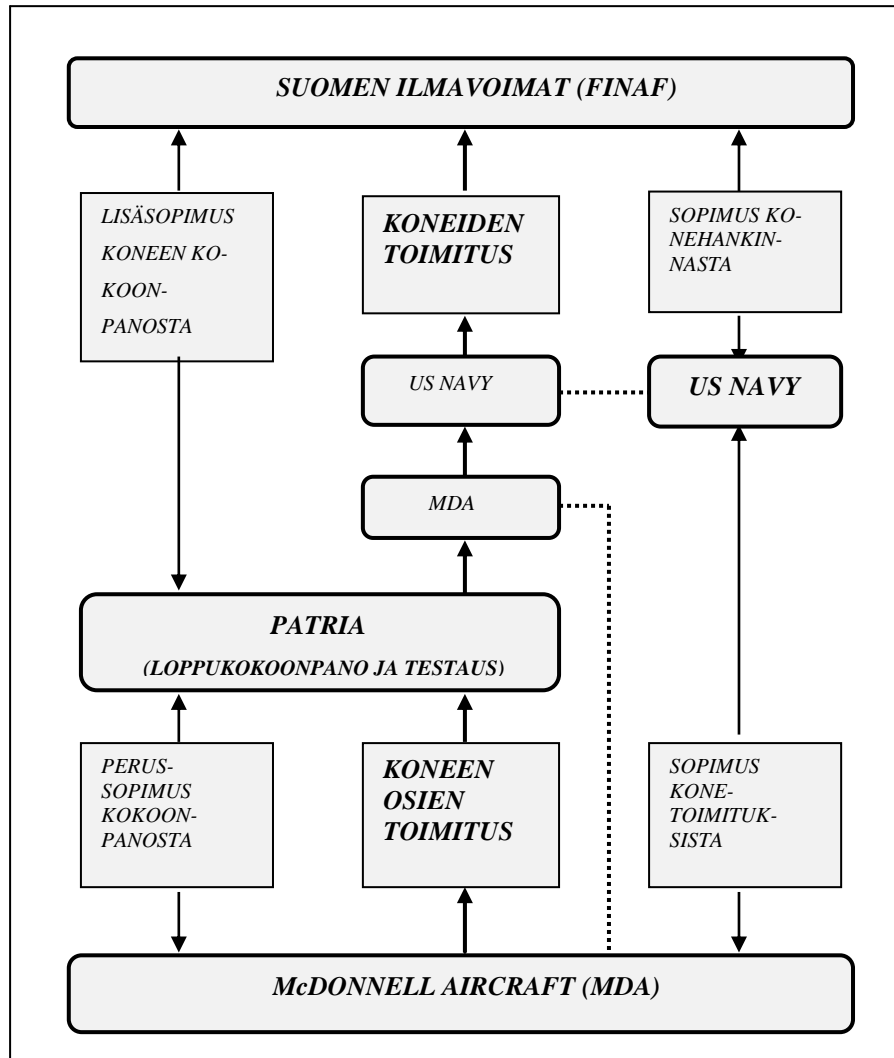 SUOMEN ILMAVOIMAT (FINAF)
LISÄSOPIMUS
KONEEN KO-
KOON-
PANOSTA
KONEIDEN
TOIMITUS
SOPIMUS KO-
NEHANKIN-
NASTA
US NAVY
US NAVY
MDA
PATRIA
(LOPPUKOKOONPANO JA TESTAUS)
PERUS-
SOPIMUS
KOKOON-
PANOSTA
KONEEN
OSIEN
TOIMITUS
SOPIMUS
KONE-
TOIMITUK-
SISTA
McDONNELL AIRCRAFT (MDA)